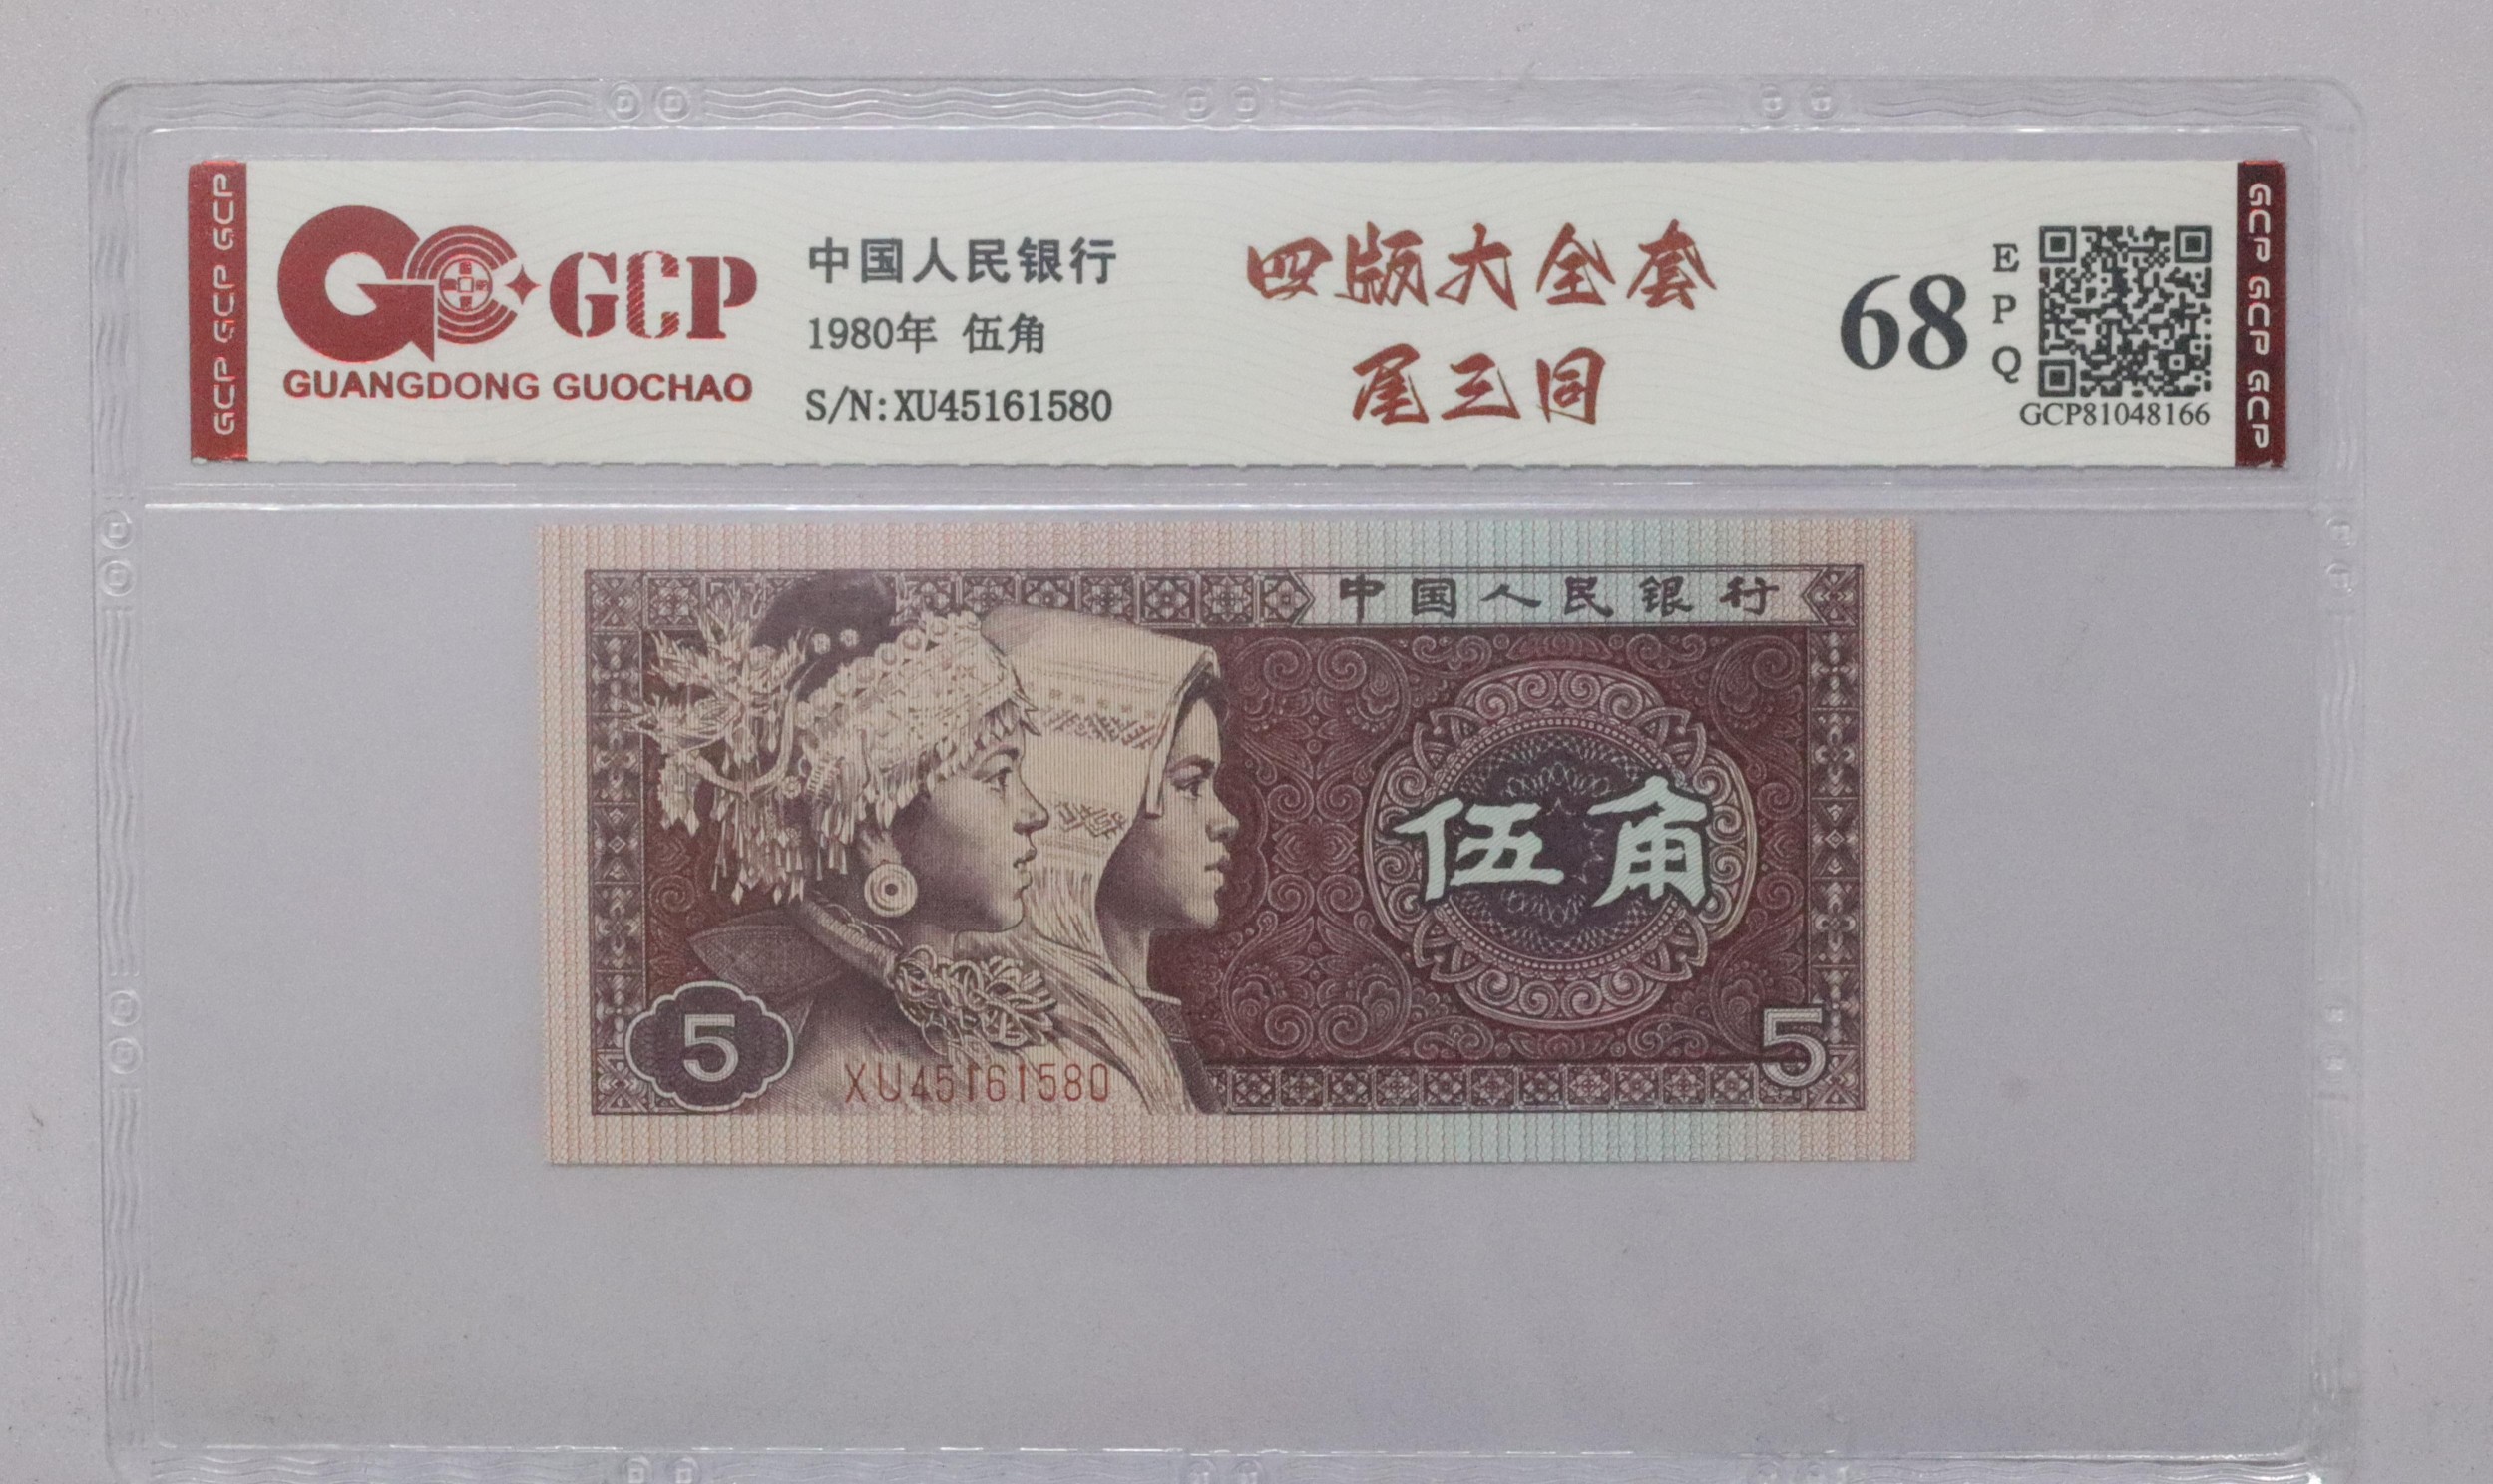 GCP GCP GCP
GCP
GUANGDONG GUOCHAO
中国人民银行
1980年 伍角
S/N:XU45161580
四版大全套
尾三同
68
EPQ
GCP81048166
GCP GCP GCP
中国人民银行
伍角
5
5
XU45161580